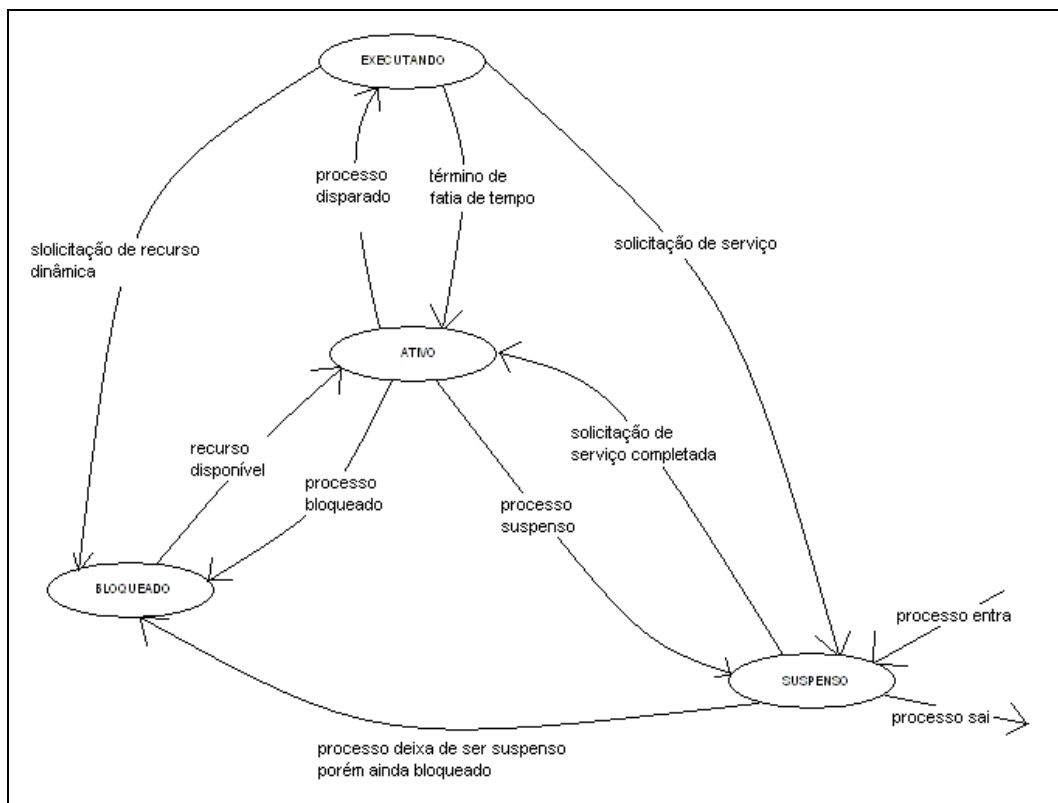 EXECUTANDO
processo
disparado
término de
fatia de tempo
slolicitação de recurso
dinâmica
solicitação de serviço
ATIVO
recurso
disponível
processo
bloqueado
solicitação de
serviço completada
processo
suspenso
BLOQUEADO
processo entra
SUSPENSO
processo sai
processo deixa de ser suspenso
porém ainda bloqueado